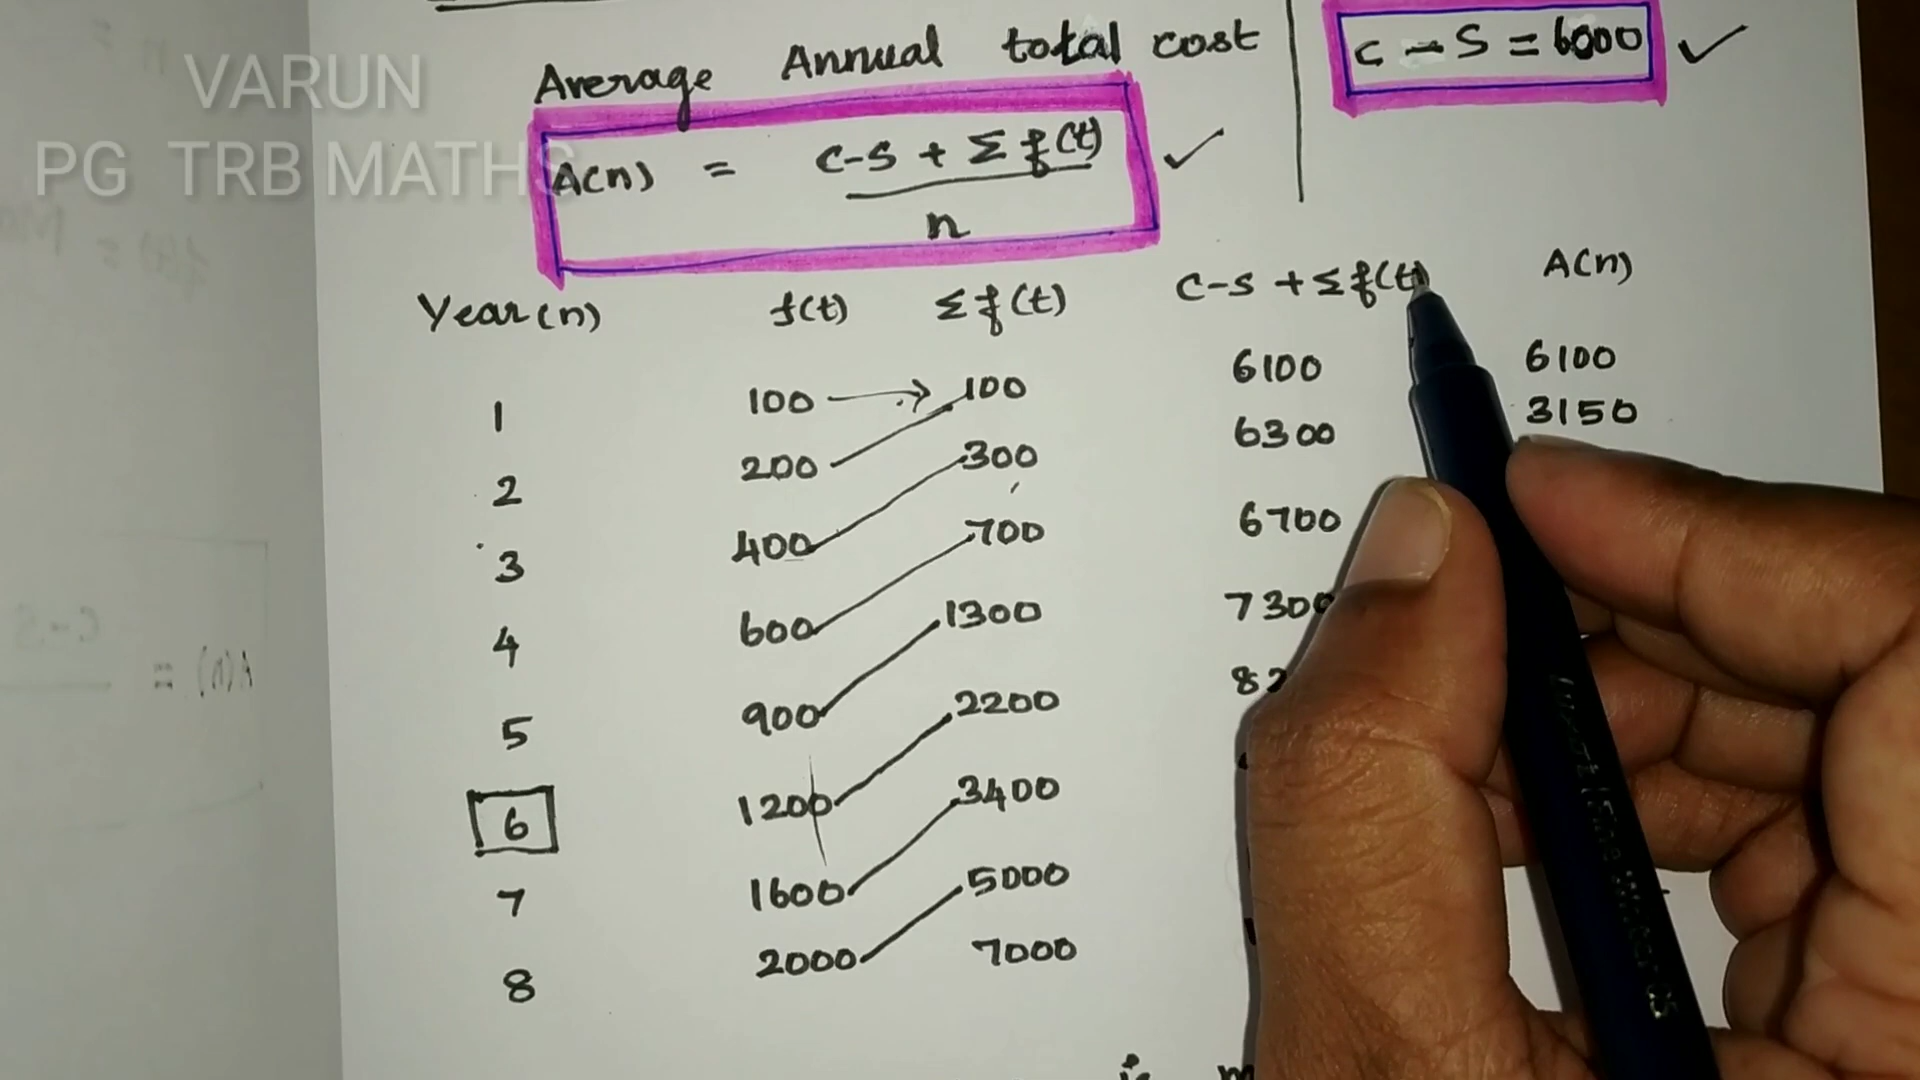 VARUN
PG TRB MATHS
Average Annual total cost
C - S = 6000
A(n) = C-S + Σ f(t)
n
Year(n) f(t) Σ f(t) C-S + Σ f(t) A(n)
1 100 100 6100 6100
2 200 300 6300 3150
3 400 700 6700
4 600 1300 7300
5 900 2200
6 1200 3400
7 1600 5000
8 2000 7000
is